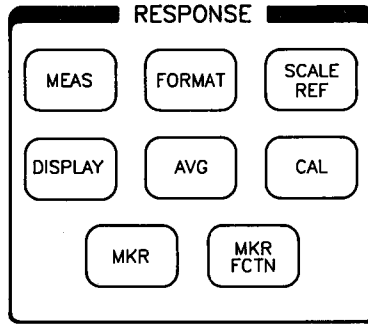 RESPONSE
MEAS
FORMAT
SCALE
REF
DISPLAY
AVG
CAL
MKR
MKR
FCTN